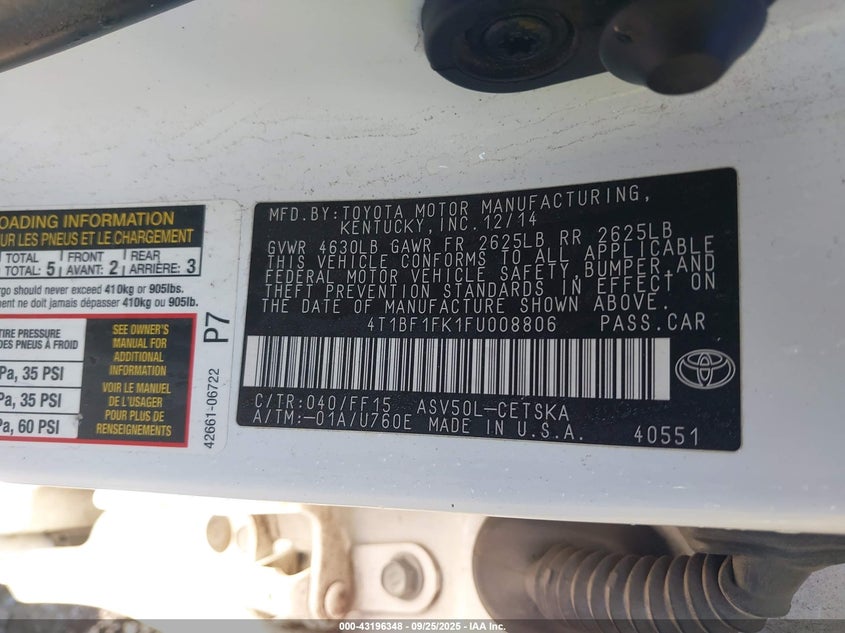 OADING INFORMATION
UR LES PNEUS ET LE CHARGEMENT
TOTAL FRONT REAR
TOTAL: 5 AVANT: 2 ARRIÈRE: 3
rgo should never exceed 410kg or 905lbs.
ent ne doit jamais dépasser 410kg ou 905lb.
TIRE PRESSURE
DES PNEUS À FROID
Pa, 35 PSI
Pa, 35 PSI
Pa, 60 PSI
SEE OWNER'S
MANUAL FOR
ADDITIONAL
INFORMATION
VOIR LE MANUEL
DE L'USAGER
POUR PLUS DE
RENSEIGNEMENTS
P7
42661-06722
MFD.BY:TOYOTA MOTOR MANUFACTURING,
KENTUCKY,INC.12/14
GVWR 4630LB GAWR FR 2625LB RR 2625LB
THIS VEHICLE CONFORMS TO ALL APPLICABLE
FEDERAL MOTOR VEHICLE SAFETY,BUMPER,AND
THEFT PREVENTION STANDARDS IN EFFECT ON
THE DATE OF MANUFACTURE SHOWN ABOVE.
4T1BF1FK1FU008806 PASS.CAR
C/TR:040/FF15 ASV50L-CETSKA
A/TM:-01A/U760E MADE IN U.S.A. 40551
000-43196348 - 09/25/2025 - IAA Inc.